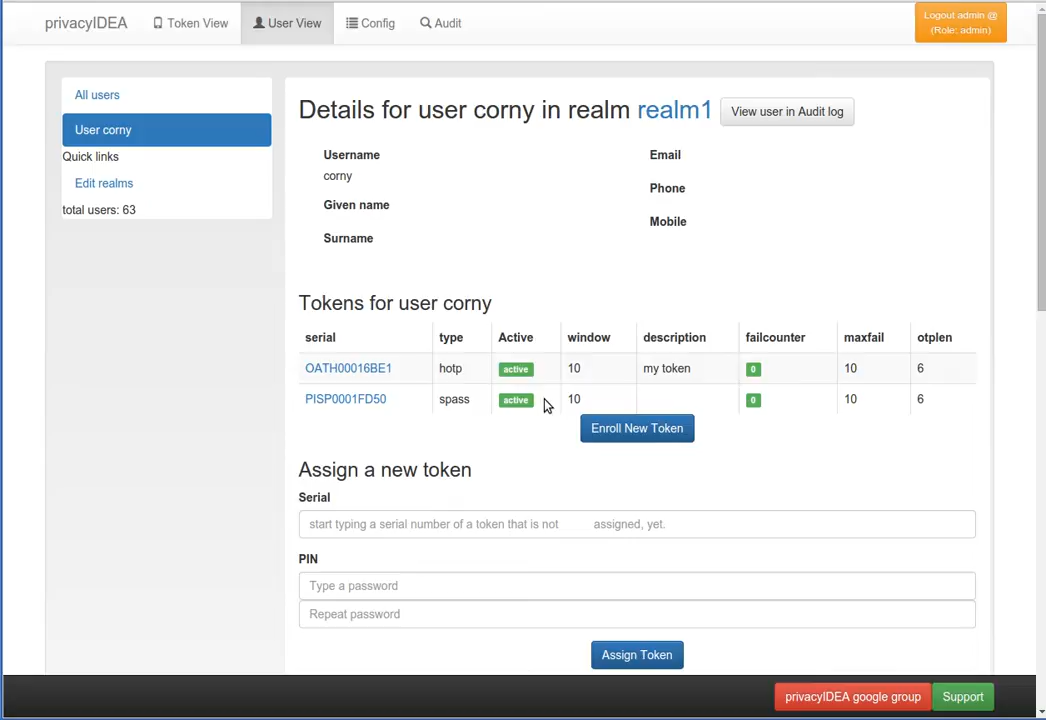 privacyIDEA Token View User View Config Audit Logout admin @ (Role: admin)
All users
User corny
Quick links
Edit realms
total users: 63
Details for user corny in realm realm1 View user in Audit log
Username
corny
Given name
Surname
Email
Phone
Mobile
Tokens for user corny
serial type Active window description failcounter maxfail otplen
OATH00016BE1 hotp active 10 my token 0 10 6
PISP0001FD50 spass active 10 0 10 6
Enroll New Token
Assign a new token
Serial
start typing a serial number of a token that is not assigned, yet.
PIN
Type a password
Repeat password
Assign Token
privacyIDEA google group Support